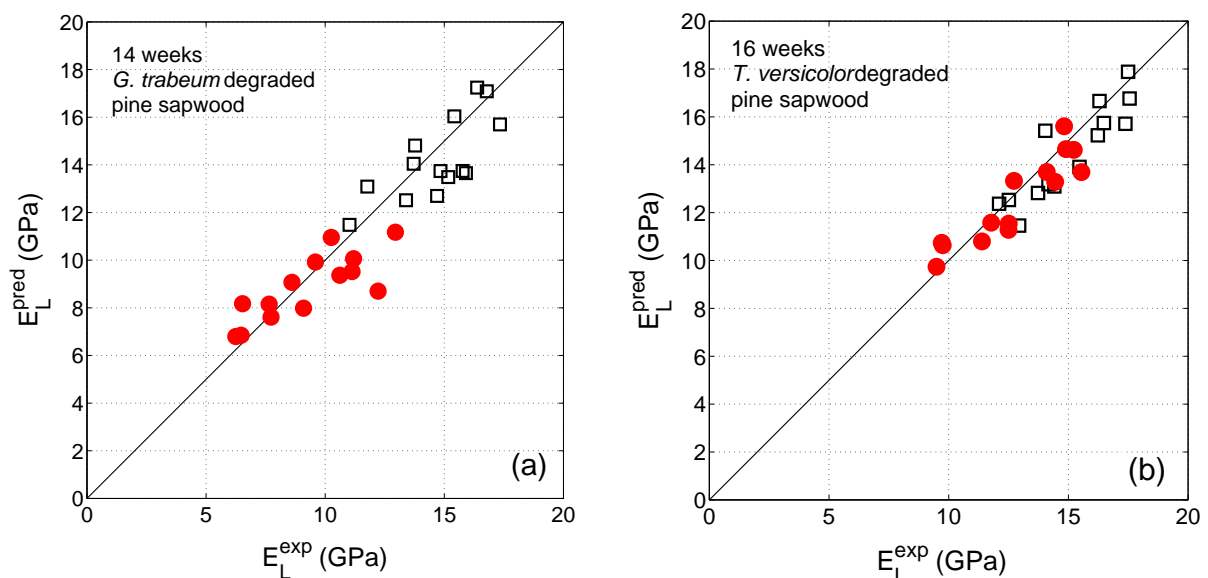 14 weeks
G. trabeum degraded
pine sapwood
20
18
16
14
12
10
8
6
4
2
0
0 5 10 15 20
E_L^pred (GPa)
E_L^exp (GPa)
(a)
16 weeks
T. versicolordegraded
pine sapwood
20
18
16
14
12
10
8
6
4
2
0
0 5 10 15 20
E_L^pred (GPa)
E_L^exp (GPa)
(b)